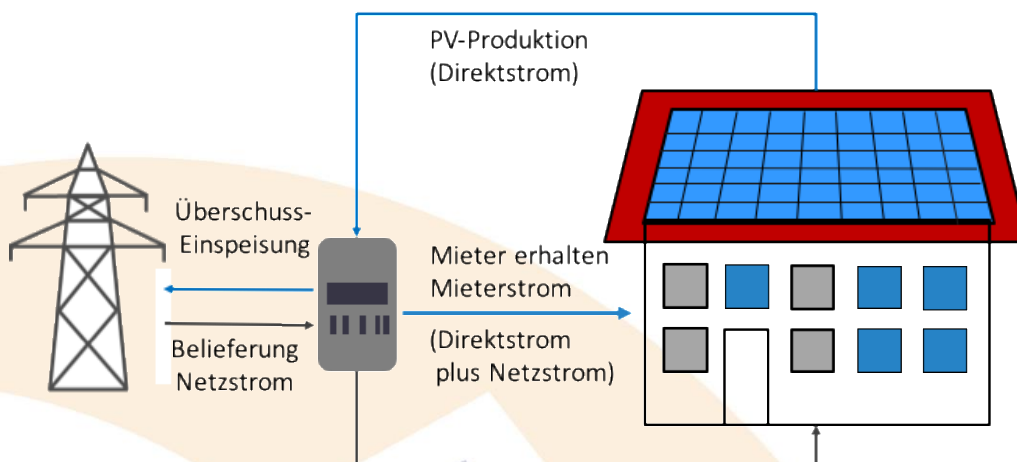 PV-Produktion
(Direktstrom)
Überschuss-
Einspeisung
Mieter erhalten
Mieterstrom
(Direktstrom
plus Netzstrom)
Belieferung
Netzstrom